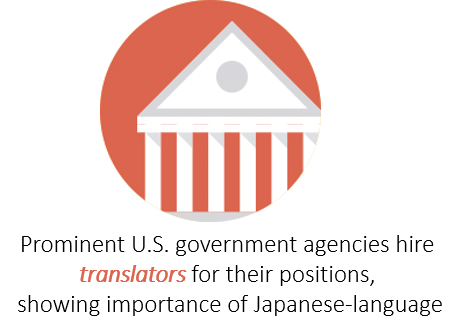 Prominent U.S. government agencies hire
translators for their positions,
showing importance of Japanese-language